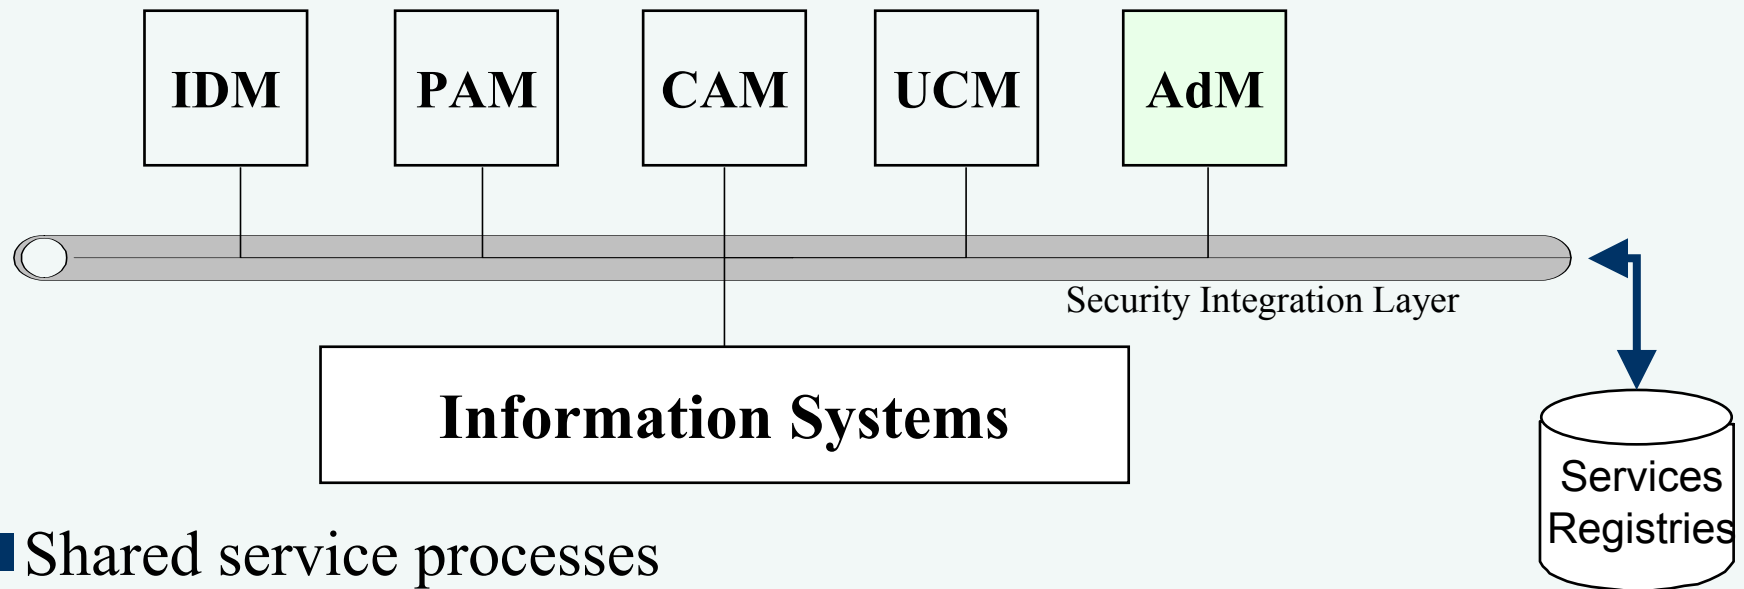 IDM
PAM
CAM
UCM
AdM
Security Integration Layer
Information Systems
Services
Registries
Shared service processes